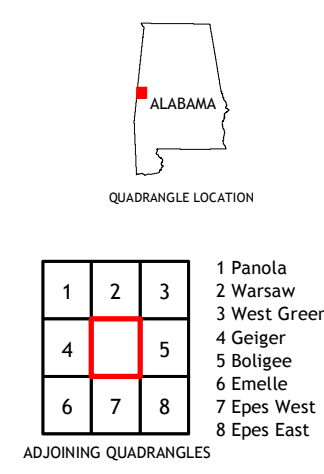 ALABAMA
QUADRANGLE LOCATION
1 2 3
4 5
6 7 8
1 Panola
2 Warsaw
3 West Green
4 Geiger
5 Boligee
6 Emelle
7 Epes West
8 Epes East
ADJOINING QUADRANGLES